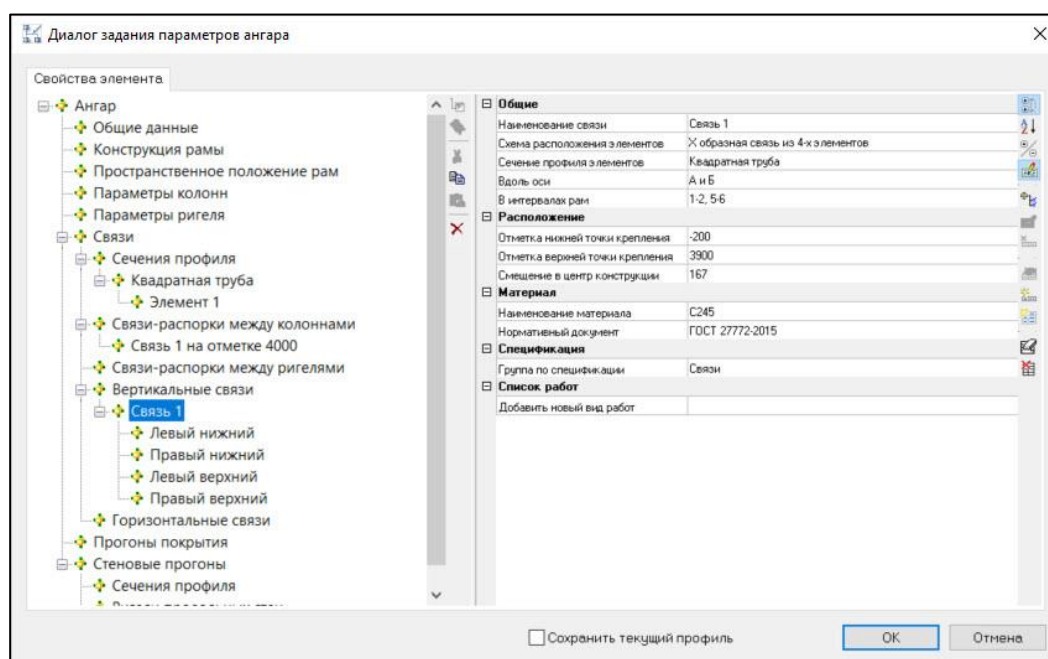 Диалог задания параметров ангара
Свойства элемента
Ангар
Общие данные
Конструкция рамы
Пространственное положение рам
Параметры колонн
Параметры ригеля
Связи
Сечения профиля
Квадратная труба
Элемент 1
Связи-распорки между колоннами
Связь 1 на отметке 4000
Связи-распорки между ригелями
Вертикальные связи
Связь 1
Левый нижний
Правый нижний
Левый верхний
Правый верхний
Горизонтальные связи
Прогоны покрытия
Стеновые прогоны
Сечения профиля
Общие
Наименование связи Связь 1
Схема расположения элементов X образная связь из 4-х элементов
Сечение профиля элементов Квадратная труба
Вдоль оси А и Б
В интервалах рам 1-2, 5-6
Расположение
Отметка нижней точки крепления -200
Отметка верхней точки крепления 3900
Смещение в центр конструкции 167
Материал
Наименование материала С245
Нормативный документ ГОСТ 27772-2015
Спецификация
Группа по спецификации Связи
Список работ
Добавить новый вид работ
Сохранить текущий профиль
OK
Отмена